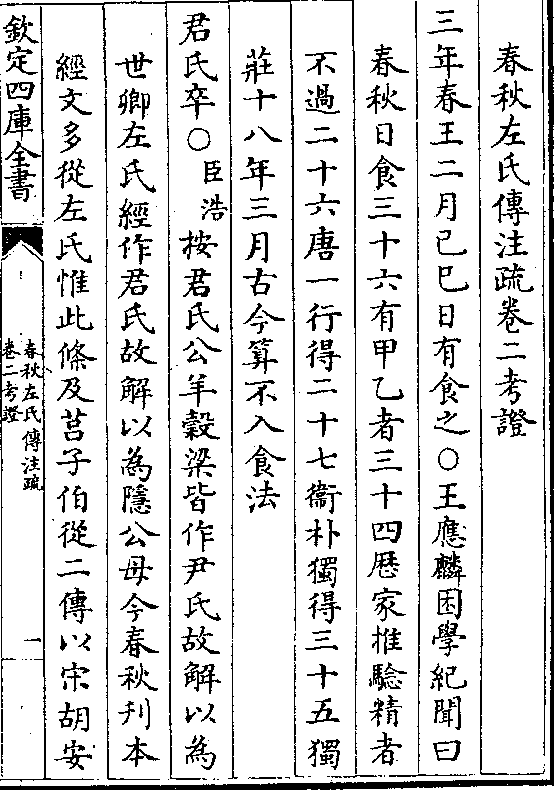 春秋左氏傳注疏卷二考證
三年春王二月己巳日有食之○王應麟困學紀聞曰
春秋日食三十六有甲乙者三十四厯家推驗精者
不過二十六唐一行得二十七衞朴獨得三十五獨
莊十八年三月古今算不入食法
君氏卒○臣浩按君氏公羊穀梁皆作尹氏故解以為
世卿左氏經作君氏故解以為隱公母今春秋刋本
經文多從左氏惟此條及莒子伯從二傳以宋胡安
欽定四庫全書
春秋左氏傳注疏
卷二考證
一